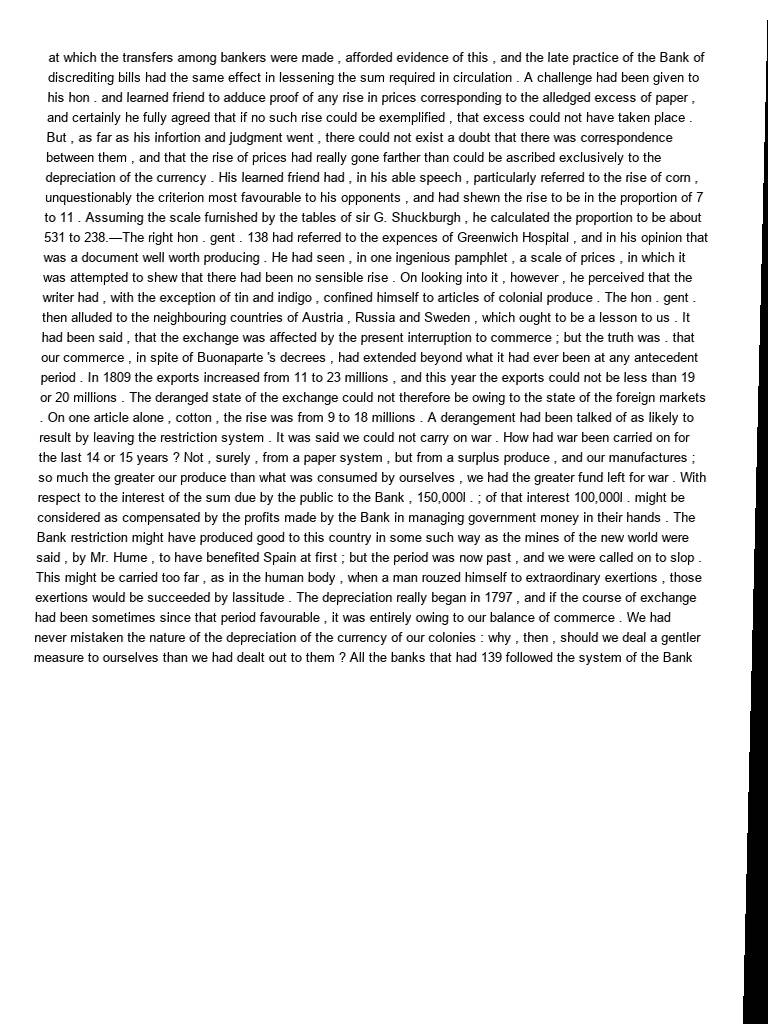 at which the transfers among bankers were made , afforded evidence of this , and the late practice of the Bank of
discrediting bills had the same effect in lessening the sum required in circulation . A challenge had been given to
his hon . and learned friend to adduce proof of any rise in prices corresponding to the alledged excess of paper ,
and certainly he fully agreed that if no such rise could be exemplified , that excess could not have taken place .
But , as far as his infortion and judgment went , there could not exist a doubt that there was correspondence
between them , and that the rise of prices had really gone farther than could be ascribed exclusively to the
depreciation of the currency . His learned friend had , in his able speech , particularly referred to the rise of corn ,
unquestionably the criterion most favourable to his opponents , and had shewn the rise to be in the proportion of 7
to 11 . Assuming the scale furnished by the tables of sir G. Shuckburgh , he calculated the proportion to be about
531 to 238.—The right hon . gent . 138 had referred to the expences of Greenwich Hospital , and in his opinion that
was a document well worth producing . He had seen , in one ingenious pamphlet , a scale of prices , in which it
was attempted to shew that there had been no sensible rise . On looking into it , however , he perceived that the
writer had , with the exception of tin and indigo , confined himself to articles of colonial produce . The hon . gent .
then alluded to the neighbouring countries of Austria , Russia and Sweden , which ought to be a lesson to us . It
had been said , that the exchange was affected by the present interruption to commerce ; but the truth was . that
our commerce , in spite of Buonaparte 's decrees , had extended beyond what it had ever been at any antecedent
period . In 1809 the exports increased from 11 to 23 millions , and this year the exports could not be less than 19
or 20 millions . The deranged state of the exchange could not therefore be owing to the state of the foreign markets
. On one article alone , cotton , the rise was from 9 to 18 millions . A derangement had been talked of as likely to
result by leaving the restriction system . It was said we could not carry on war . How had war been carried on for
the last 14 or 15 years ? Not , surely , from a paper system , but from a surplus produce , and our manufactures ;
so much the greater our produce than what was consumed by ourselves , we had the greater fund left for war . With
respect to the interest of the sum due by the public to the Bank , 150,000l . ; of that interest 100,000l . might be
considered as compensated by the profits made by the Bank in managing government money in their hands . The
Bank restriction might have produced good to this country in some such way as the mines of the new world were
said , by Mr. Hume , to have benefited Spain at first ; but the period was now past , and we were called on to slop .
This might be carried too far , as in the human body , when a man rouzed himself to extraordinary exertions , those
exertions would be succeeded by lassitude . The depreciation really began in 1797 , and if the course of exchange
had been sometimes since that period favourable , it was entirely owing to our balance of commerce . We had
never mistaken the nature of the depreciation of the currency of our colonies : why , then , should we deal a gentler
measure to ourselves than we had dealt out to them ? All the banks that had 139 followed the system of the Bank